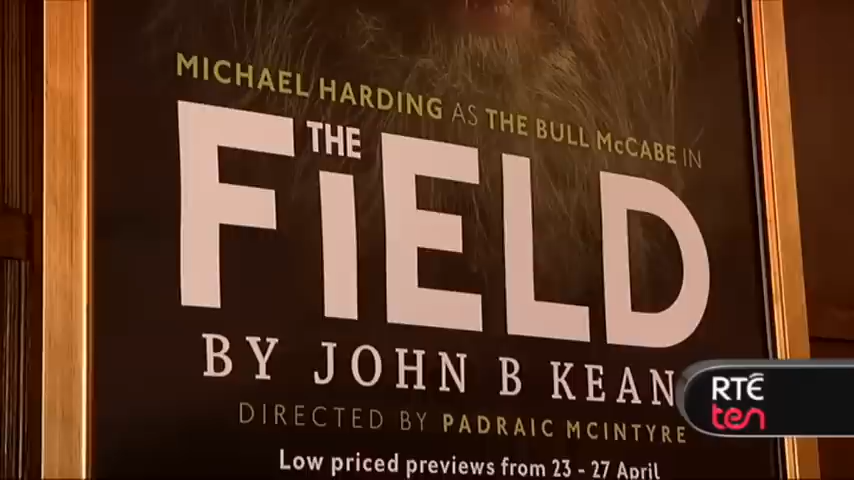 MICHAEL HARDING AS THE BULL McCABE IN
THE
FiELD
BY JOHN B KEAN
DIRECTED BY PADRAIC MCINTYRE
Low priced previews from 23 - 27 April
RTÉ
ten